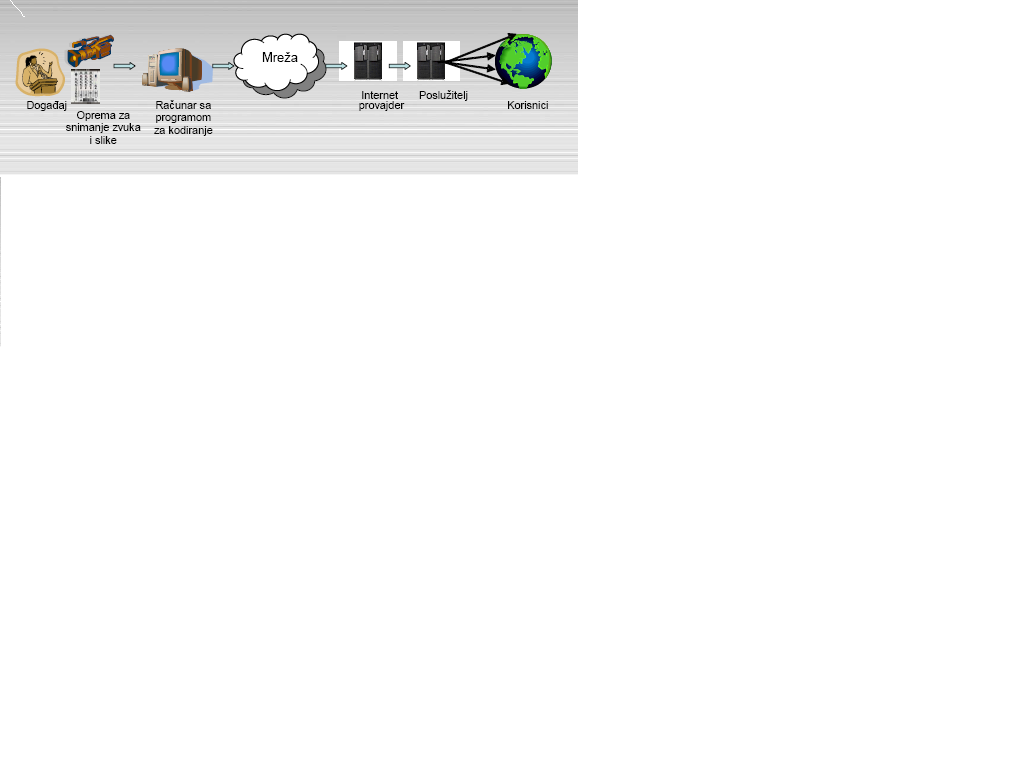 Događaj
Oprema za
snimanje zvuka
i slike
Računar sa
programom
za kodiranje
Mreža
Internet
provajder
Poslužitelj
Korisnici